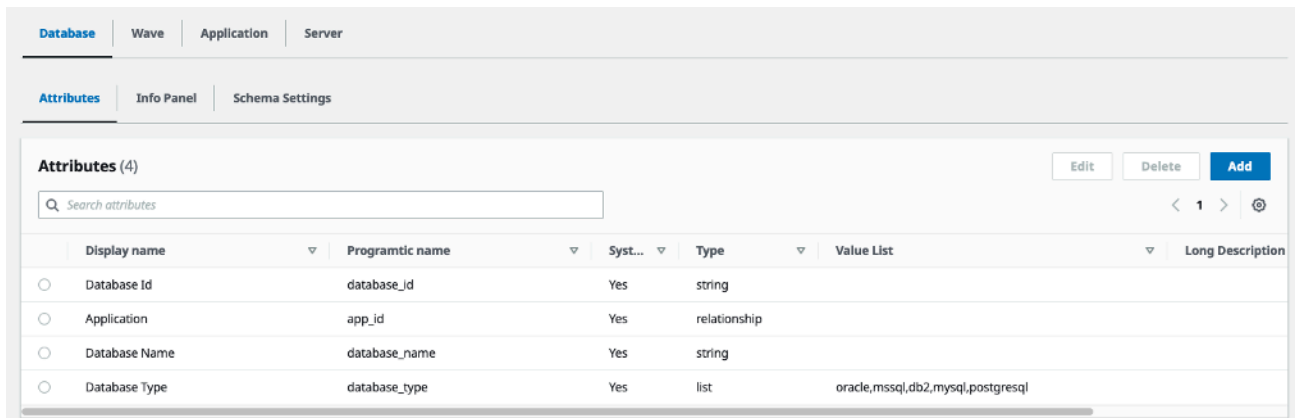 Database Wave Application Server
Attributes Info Panel Schema Settings
Attributes (4) Edit Delete Add
Search attributes 1
Display name Programtic name Syst... Type Value List Long Description
Database Id database_id Yes string
Application app_id Yes relationship
Database Name database_name Yes string
Database Type database_type Yes list oracle,mssql,db2,mysql,postgresql